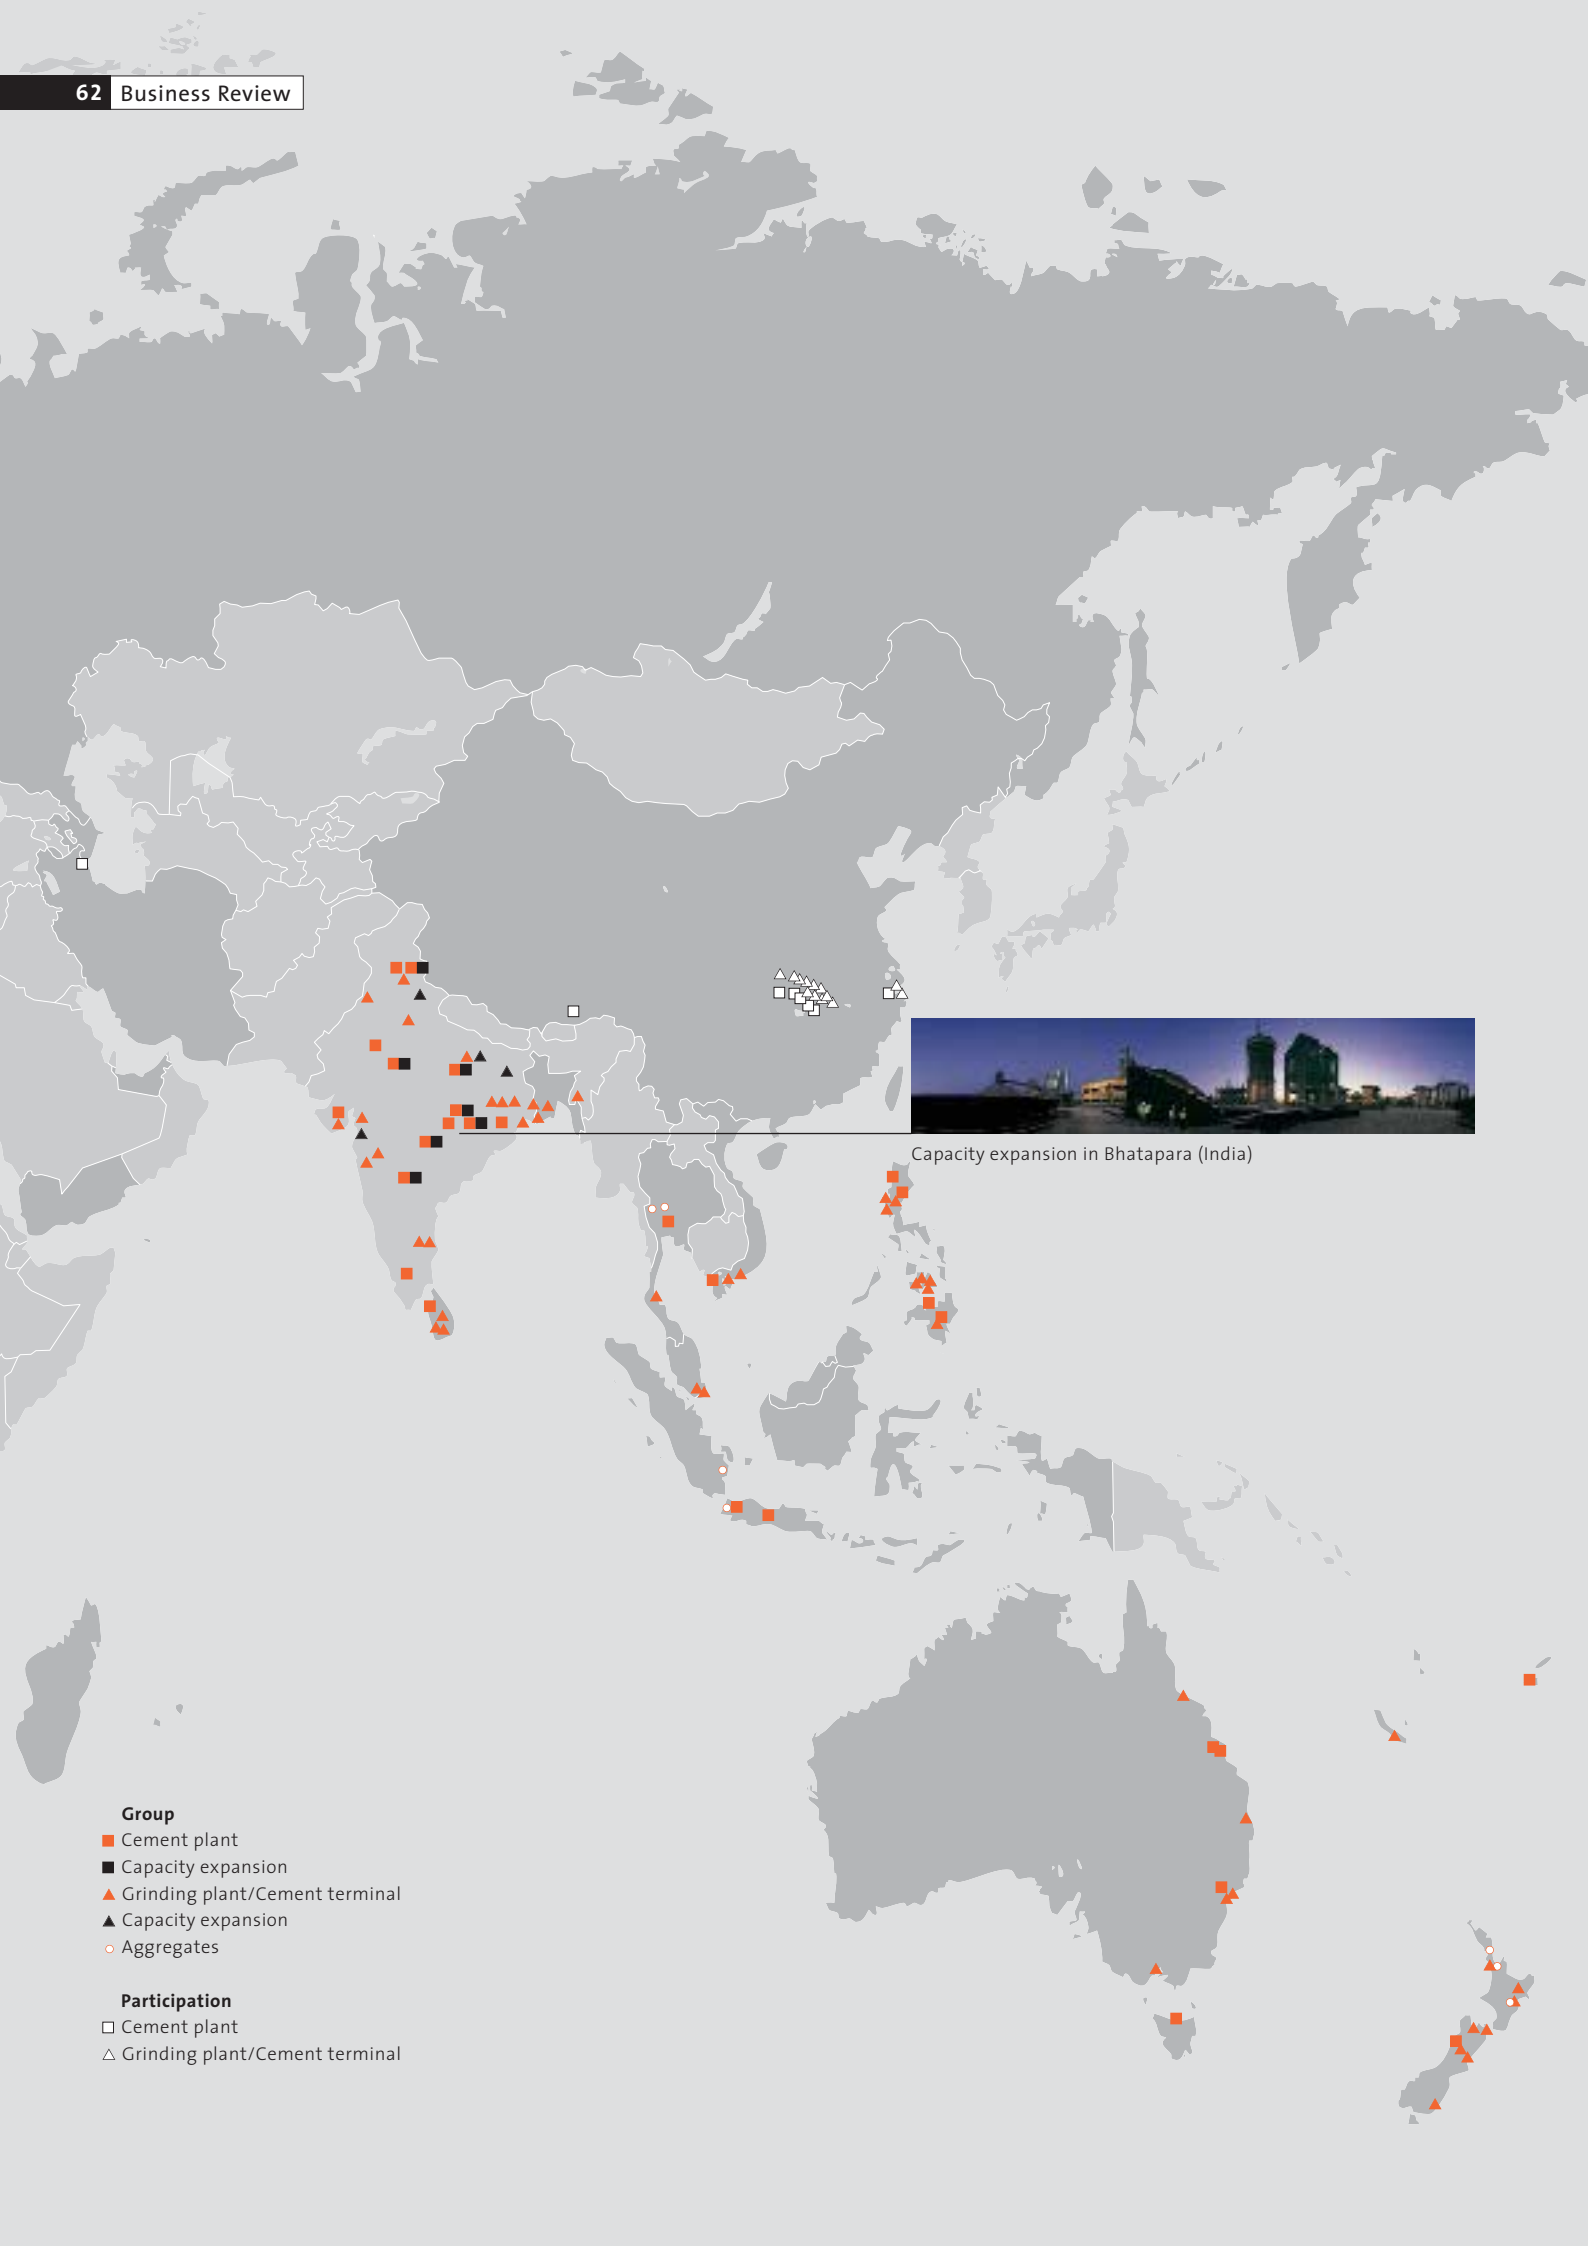 62 Business Review
Capacity expansion in Bhatapara (India)
Group
Cement plant
Capacity expansion
Grinding plant/Cement terminal
Capacity expansion
Aggregates
Participation
Cement plant
Grinding plant/Cement terminal